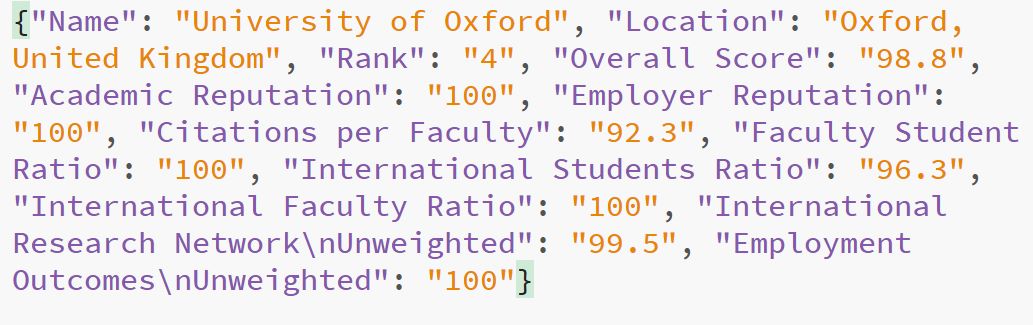 {"Name": "University of Oxford", "Location": "Oxford,
United Kingdom", "Rank": "4", "Overall Score": "98.8",
"Academic Reputation": "100", "Employer Reputation":
"100", "Citations per Faculty": "92.3", "Faculty Student
Ratio": "100", "International Students Ratio": "96.3",
"International Faculty Ratio": "100", "International
Research Network\nUnweighted": "99.5", "Employment
Outcomes\nUnweighted": "100"}